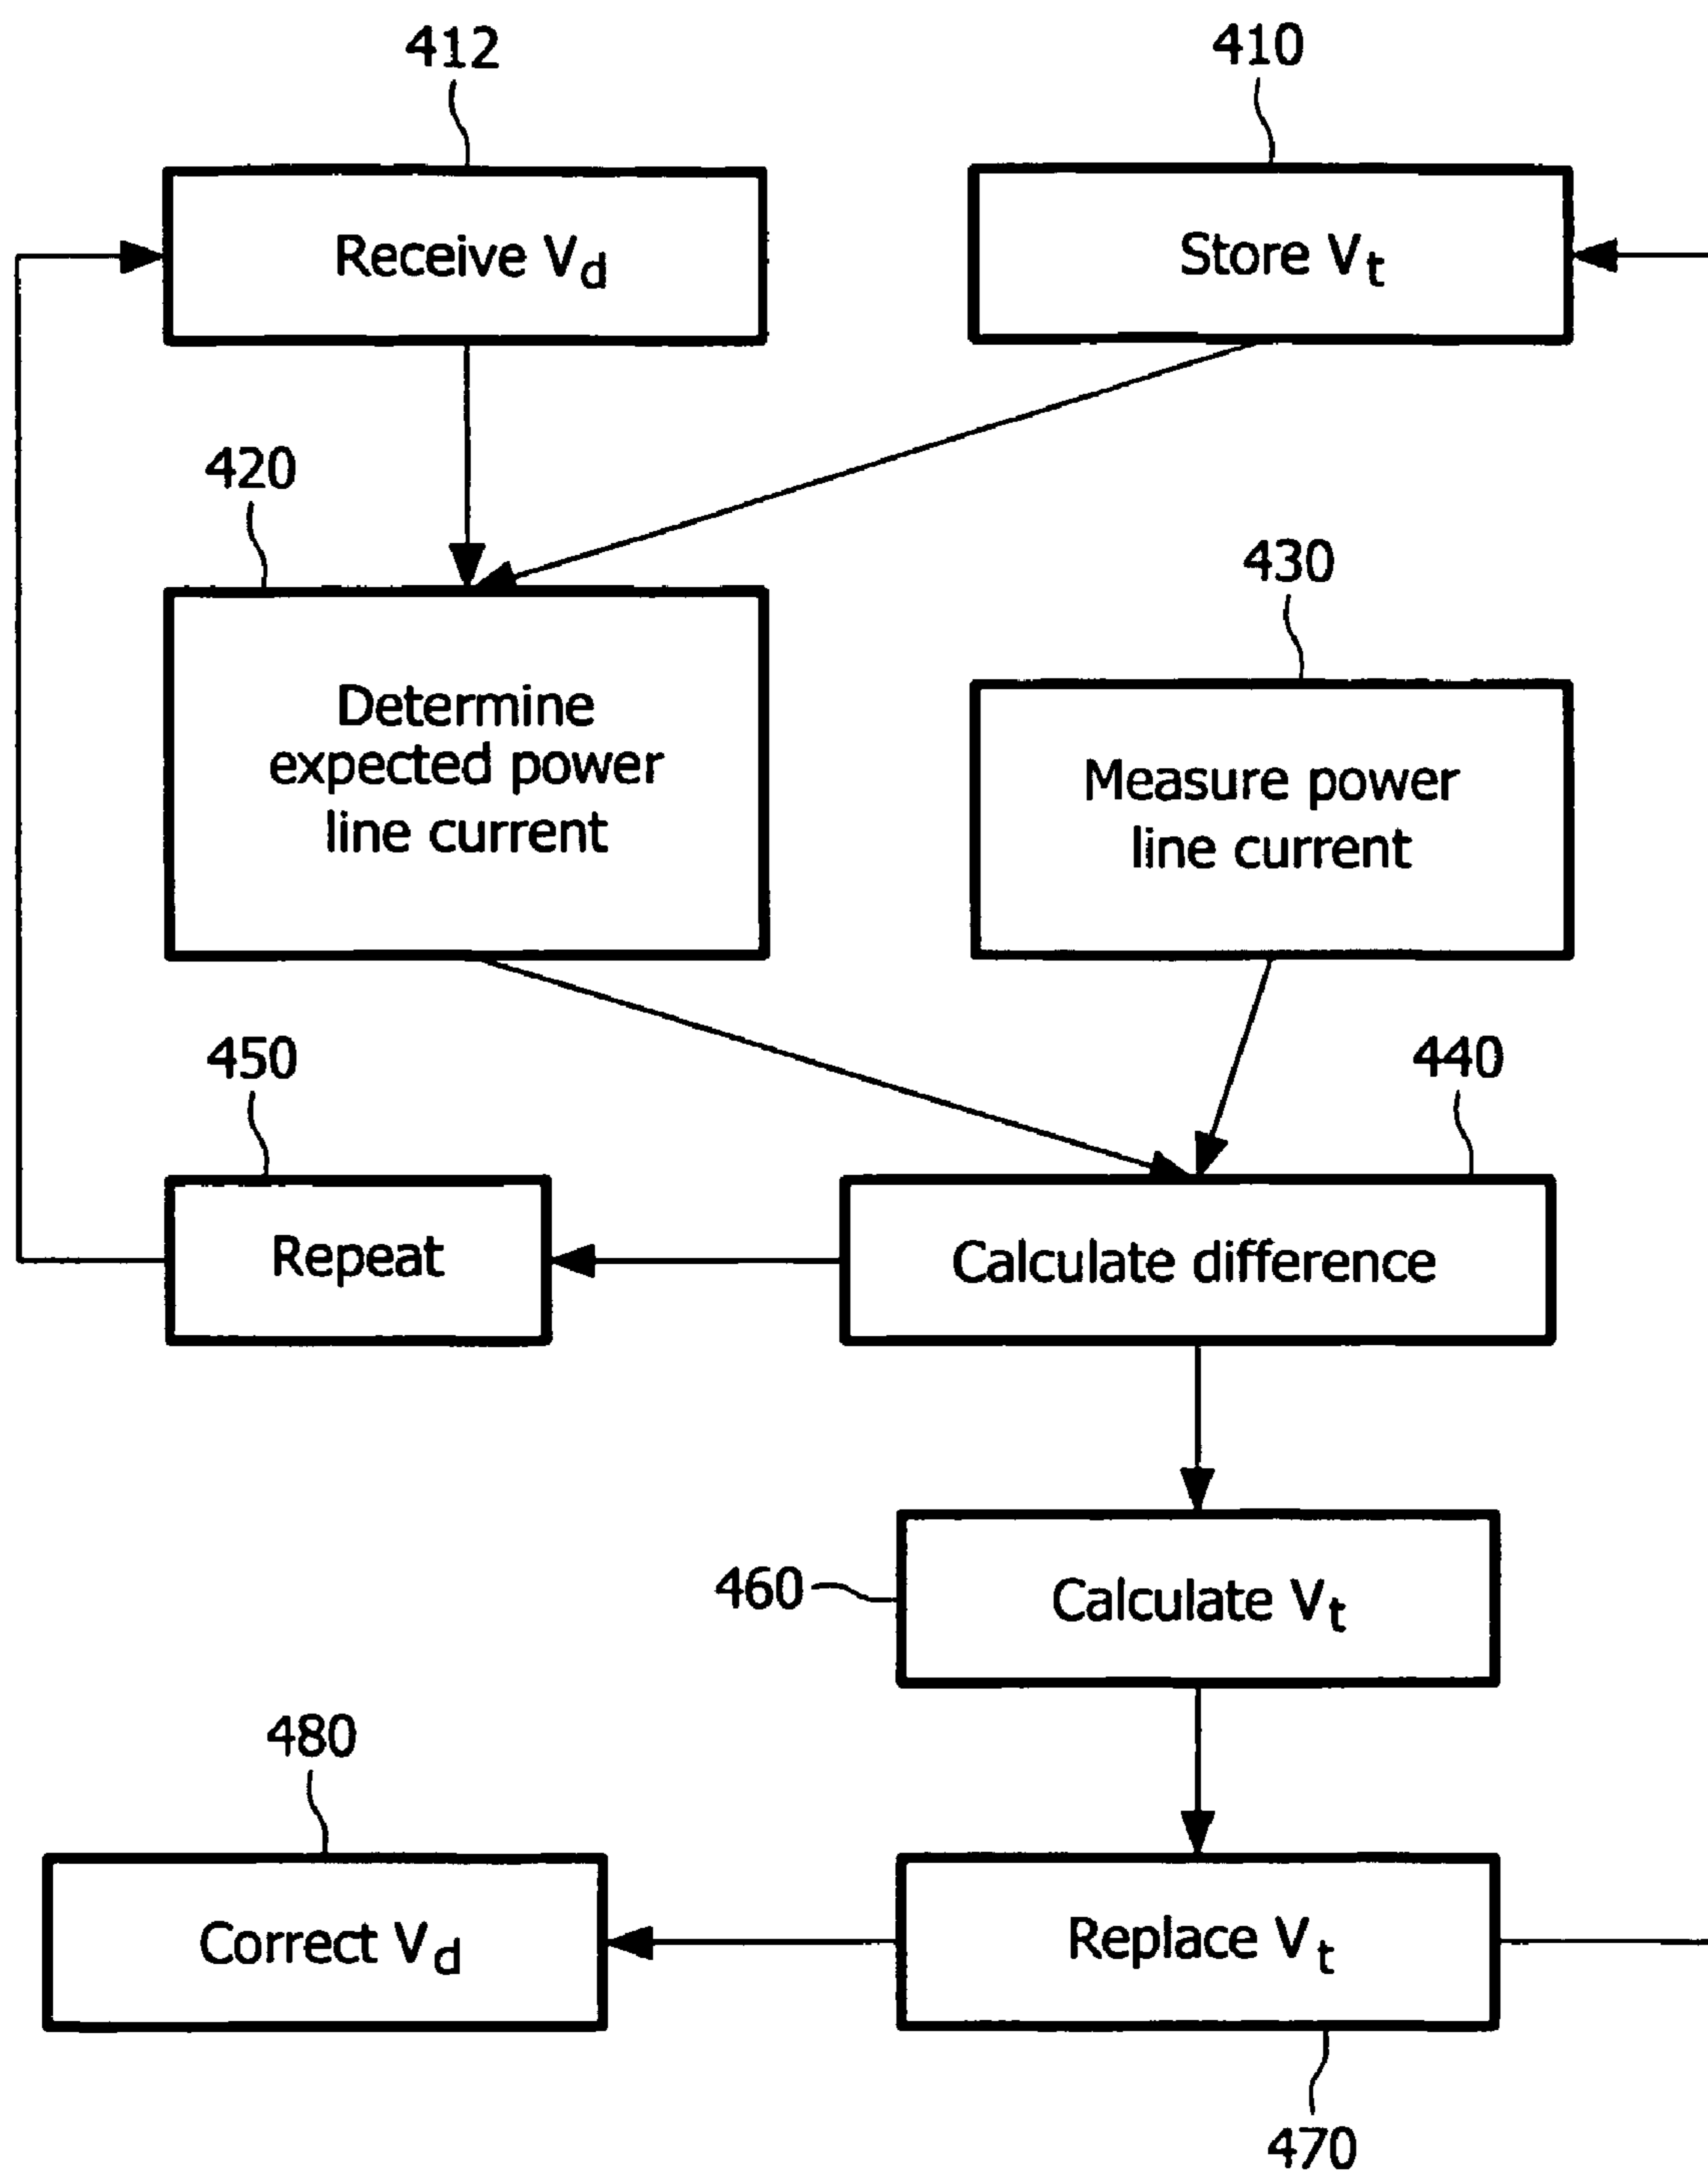 412
410
Receive Vd
Store Vt
420
430
Determine
expected power
line current
Measure power
line current
450
440
Repeat
Calculate difference
460
Calculate Vt
480
Correct Vd
Replace Vt
470